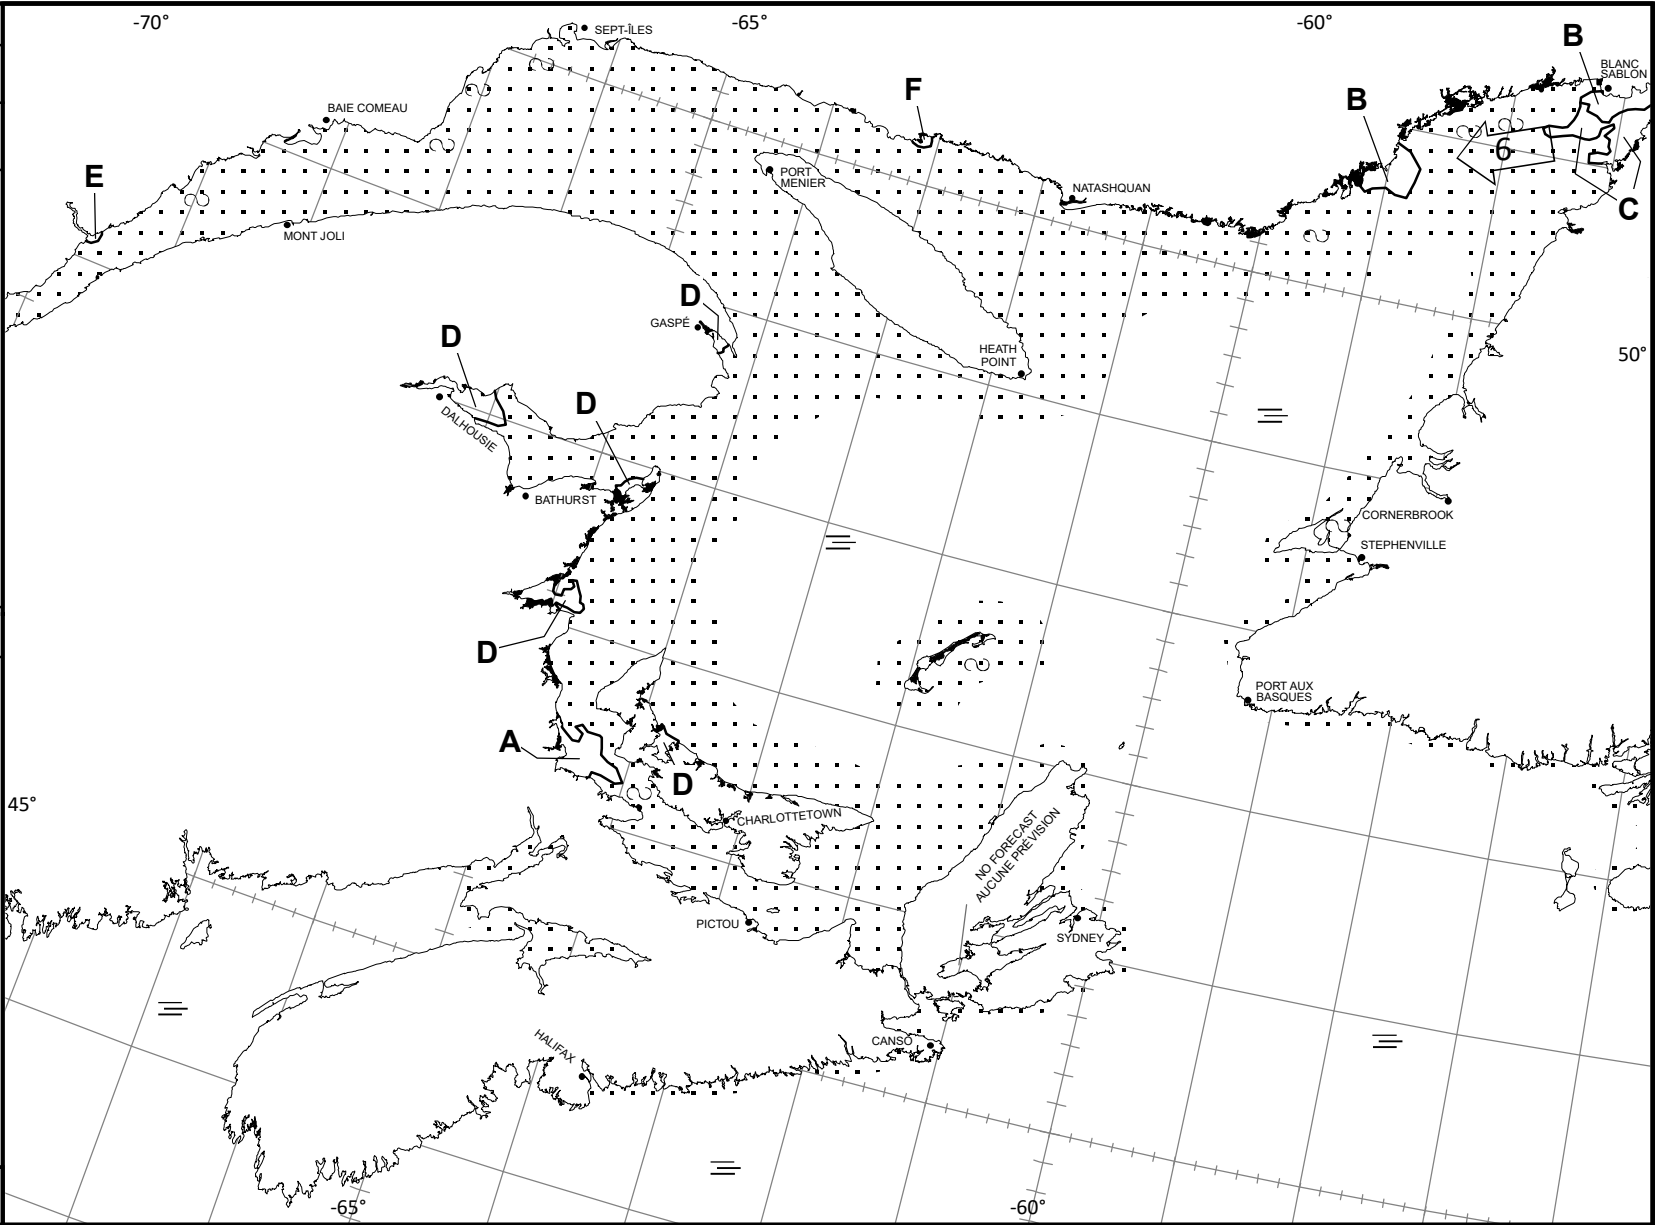 -70°
-65°
-60°
SEPT-ÎLES
B
BLANC
SABLON
F
B
BAIE COMEAU
6
E
PORT
MENIER
NATASHQUAN
C
MONT JOLI
D
GASPÉ
D
HEATH
POINT
50°
D
DALHOUSIE
BATHURST
CORNERBROOK
STEPHENVILLE
D
PORT AUX
BASQUES
A
D
45°
CHARLOTTETOWN
NO FORECAST
AUCUNE PRÉVISION
PICTOU
SYDNEY
CANSO
HALIFAX
-65°
-60°